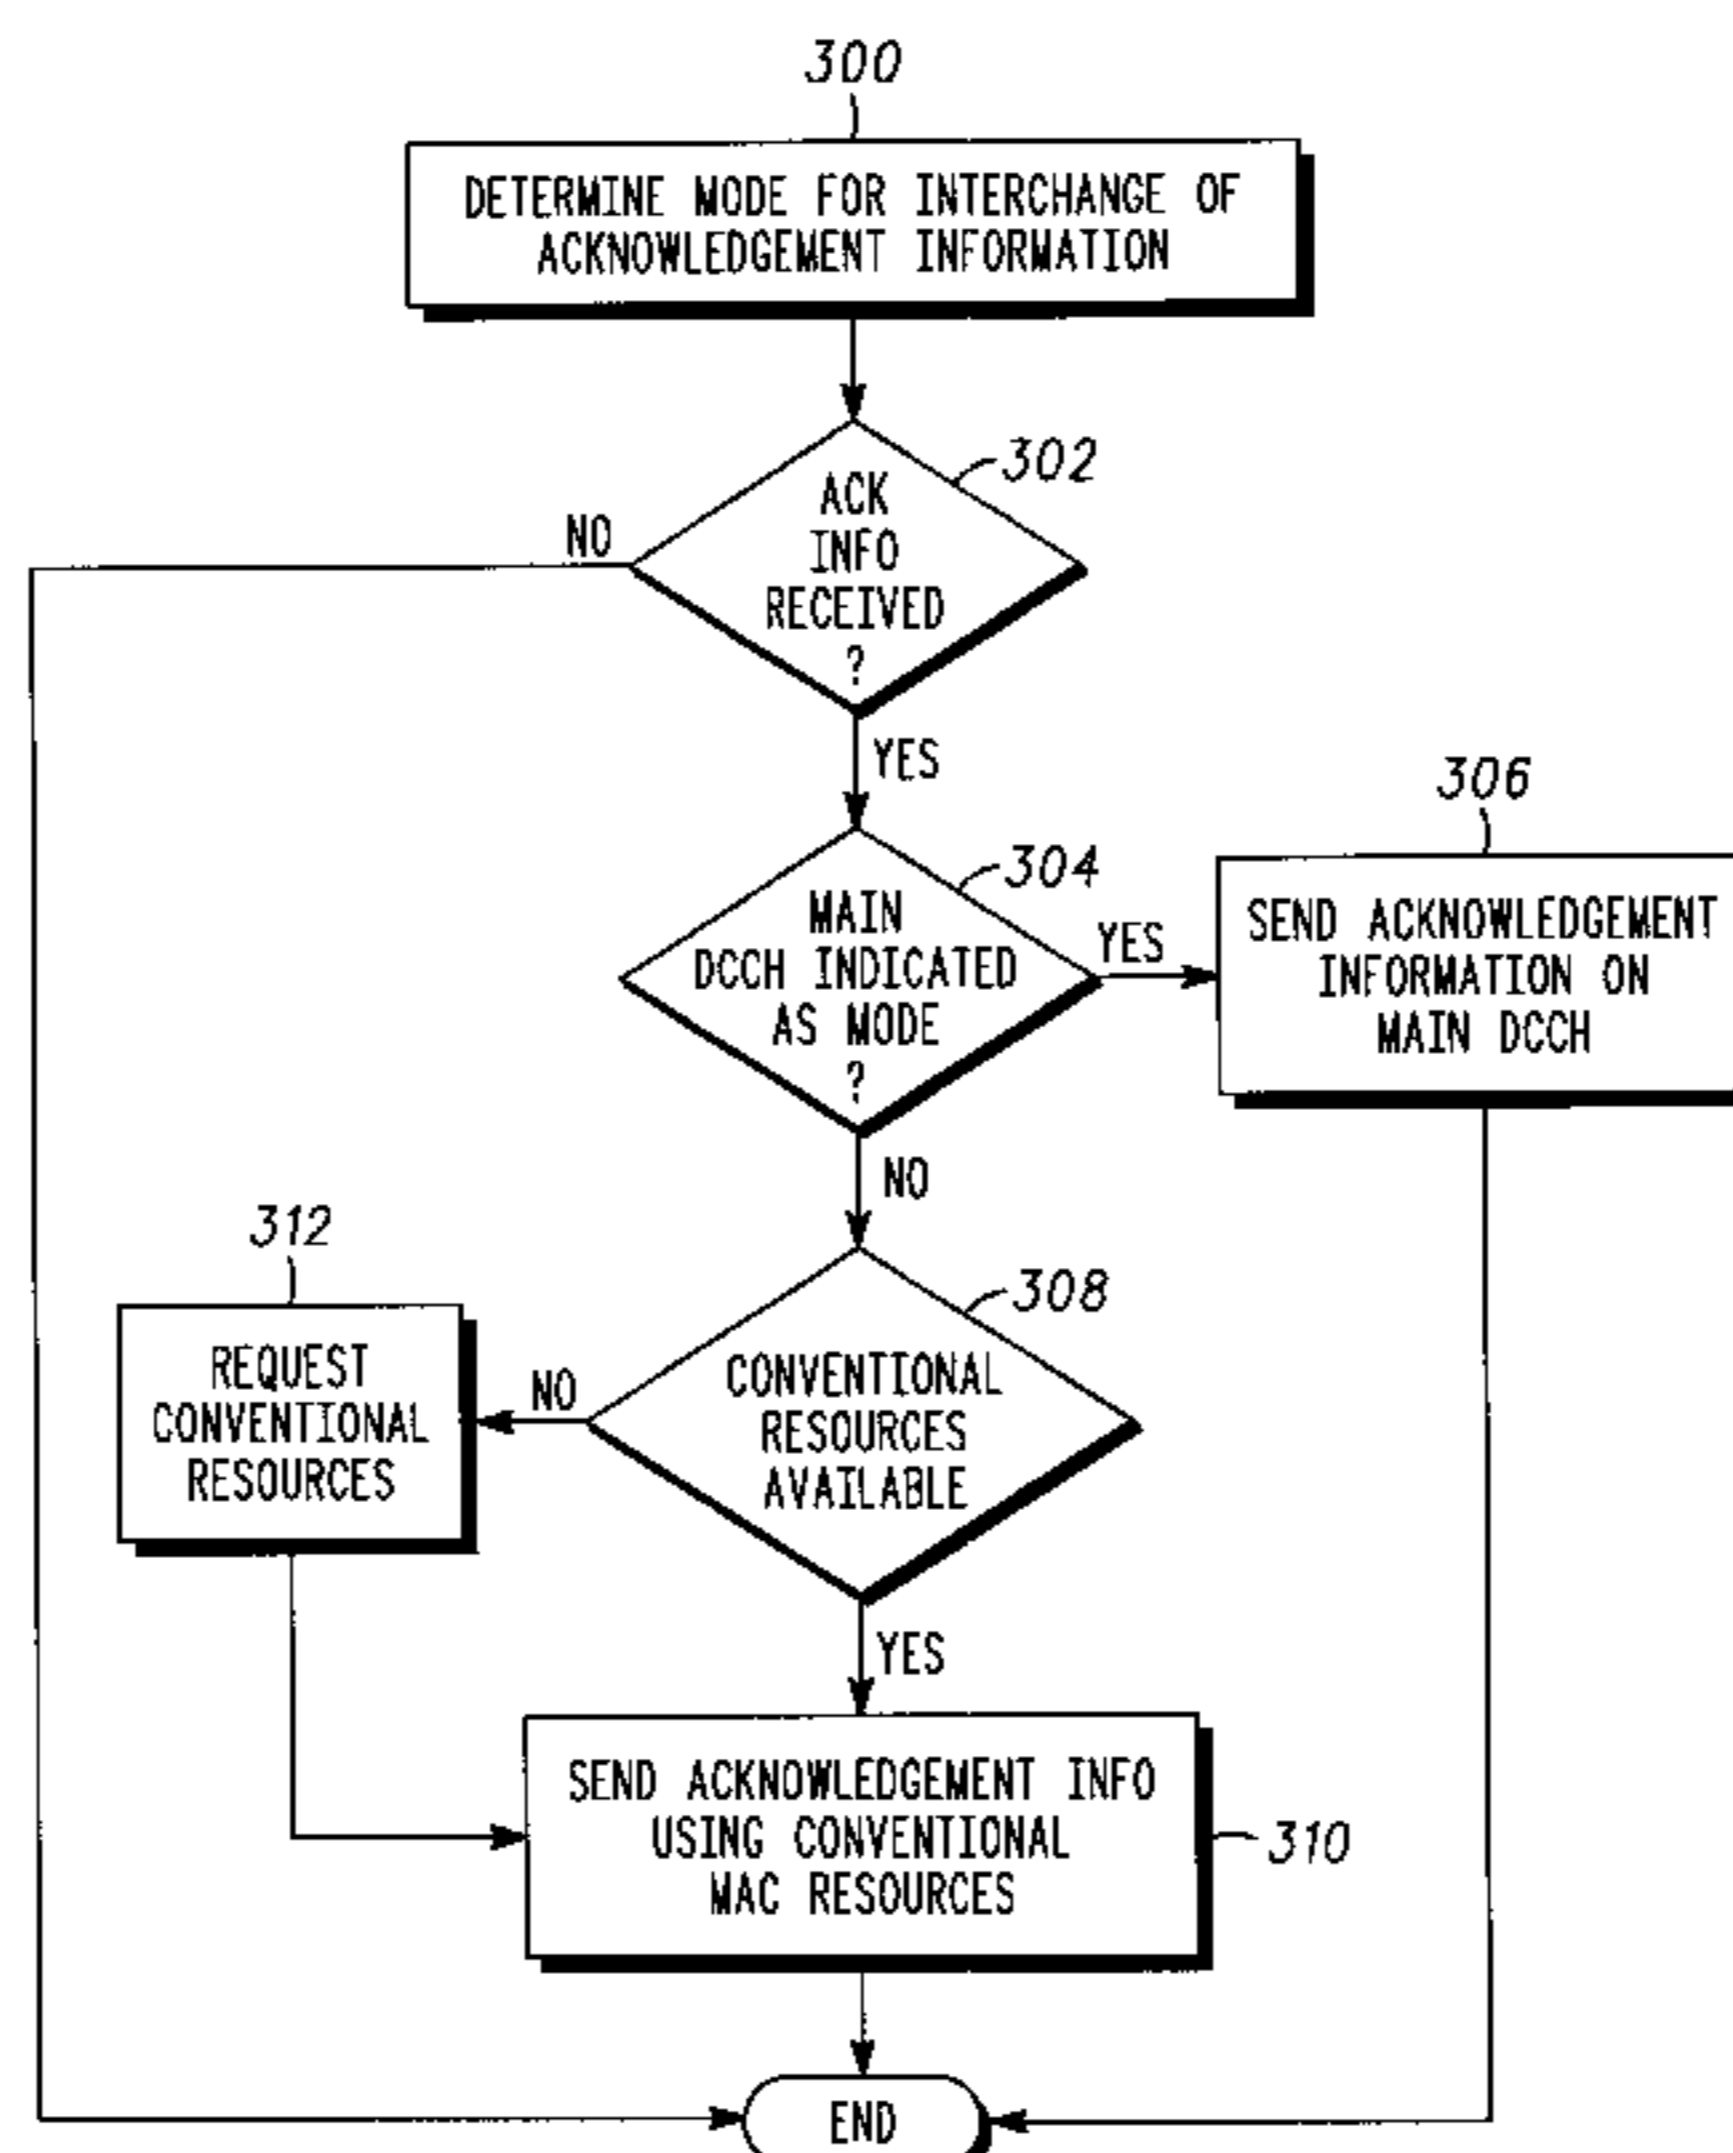 300
DETERMINE MODE FOR INTERCHANGE OF
ACKNOWLEDGEMENT INFORMATION
302
ACK
INFO
RECEIVED
?
NO
YES
304
MAIN
DCCH INDICATED
AS MODE
?
YES
306
SEND ACKNOWLEDGEMENT
INFORMATION ON
MAIN DCCH
NO
308
CONVENTIONAL
RESOURCES
AVAILABLE
NO
312
REQUEST
CONVENTIONAL
RESOURCES
YES
SEND ACKNOWLEDGEMENT INFO
USING CONVENTIONAL
MAC RESOURCES
310
END